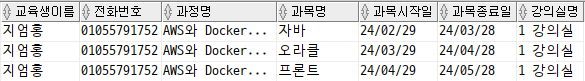 교육생이름 전화번호 과정명 과목명 과목시작일 과목종료일 강의실명
지엄홍 01055791752 AWS와 Docker... 자바 24/02/29 24/03/28 1 강의실
지엄홍 01055791752 AWS와 Docker... 오라클 24/03/29 24/04/28 1 강의실
지엄홍 01055791752 AWS와 Docker... 프론트 24/04/29 24/05/28 1 강의실